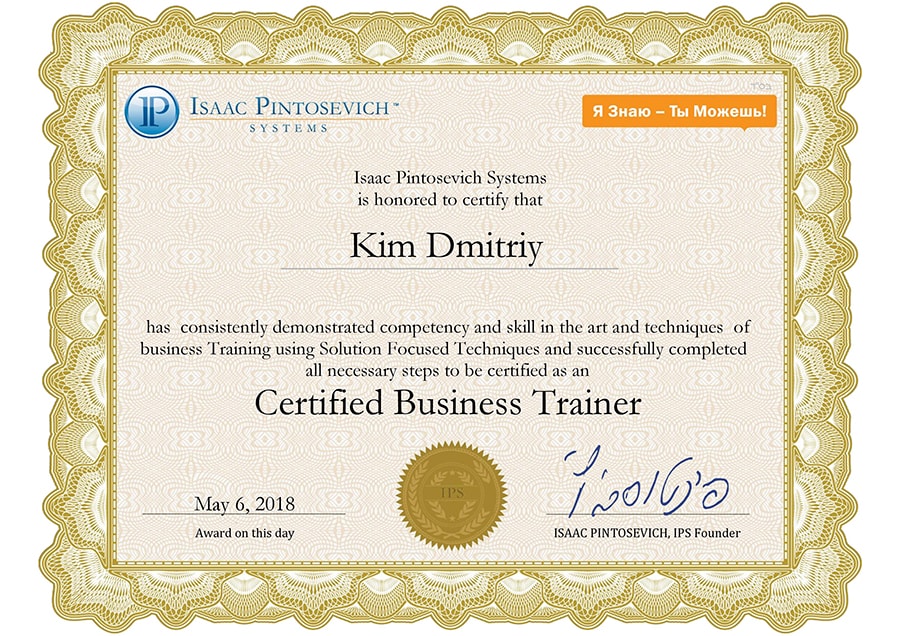 בס"ד
IP ISAAC PINTOSEVICH™
SYSTEMS
Я Знаю – Ты Можешь!
Isaac Pintosevich Systems
is honored to certify that
Kim Dmitriy
has consistently demonstrated competency and skill in the art and techniques of
business Training using Solution Focused Techniques and successfully completed
all necessary steps to be certified as an
Certified Business Trainer
IPS
May 6, 2018
Award on this day
פינטוסביץ'
ISAAC PINTOSEVICH, IPS Founder